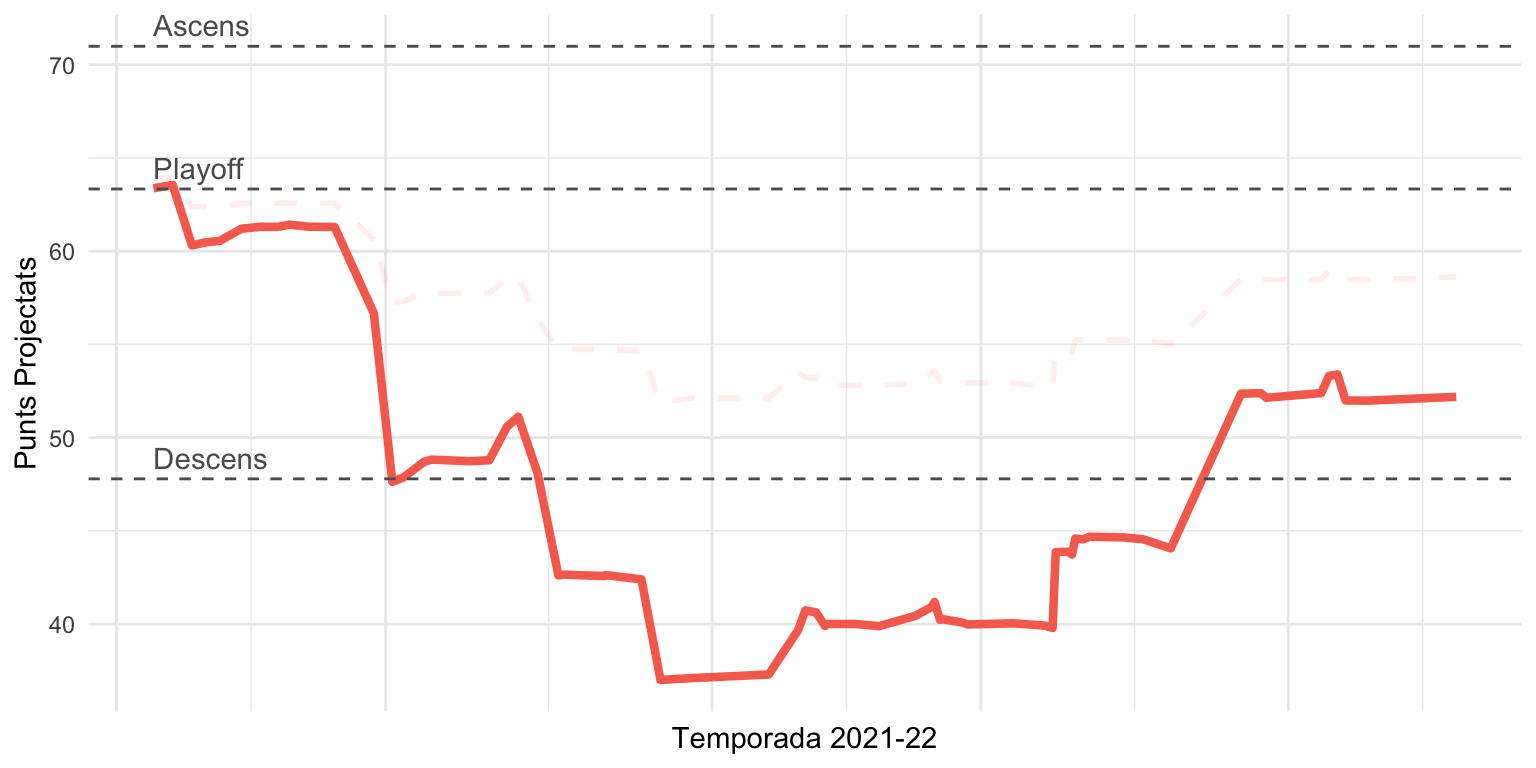 Ascens
70
Playoff
60
Punts Projectats
50
Descens
40
Temporada 2021-22